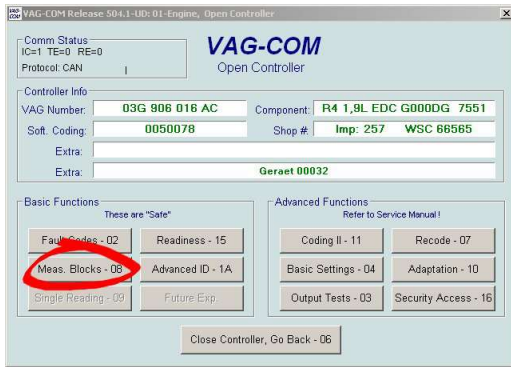 VAG-COM Release 504.1-UD: 01-Engine, Open Controller
Comm Status
IC=1 TE=0 RE=0
Protocol: CAN
VAG-COM
Open Controller
Controller Info
VAG Number: 03G 906 016 AC Component: R4 1,9L EDC G000DG 7551
Soft. Coding: 0050078 Shop #: Imp: 257 WSC 66565
Extra:
Extra: Geraet 00032
Basic Functions
These are "Safe"
Fault Codes - 02 Readiness - 15
Meas. Blocks - 08 Advanced ID - 1A
Single Reading - 09 Future Exp.
Advanced Functions
Refer to Service Manual !
Coding II - 11 Recode - 07
Basic Settings - 04 Adaptation - 10
Output Tests - 03 Security Access - 16
Close Controller, Go Back - 06